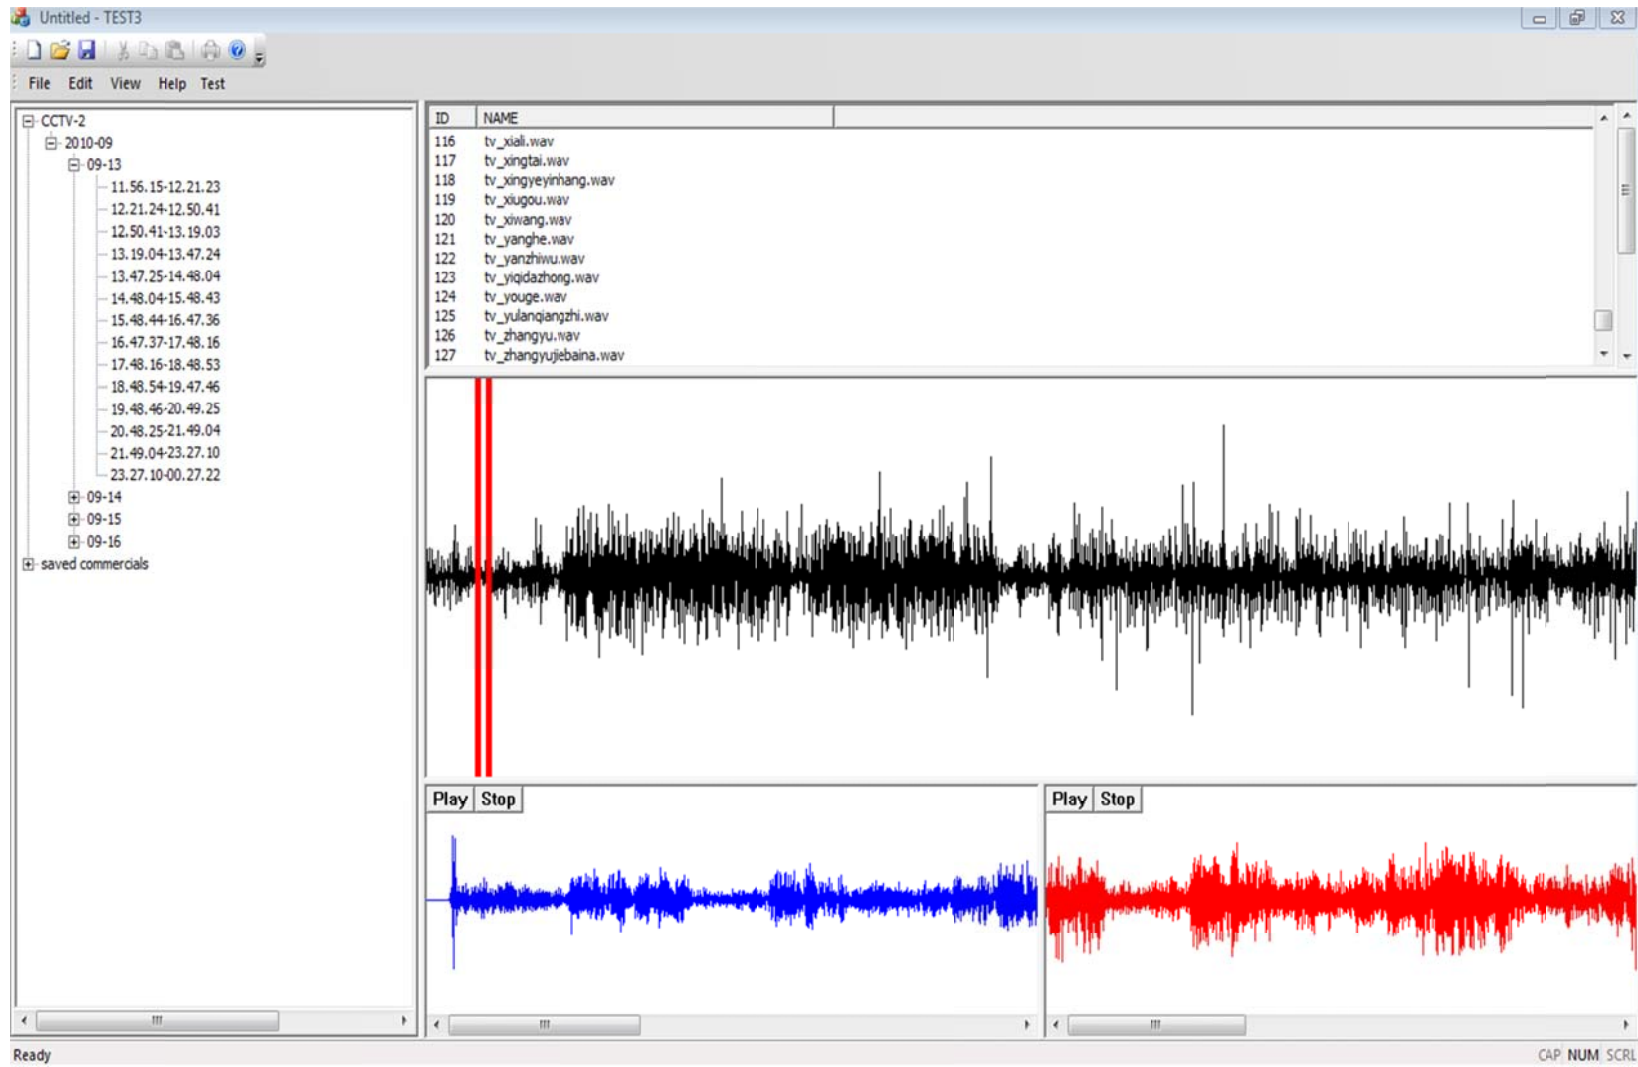 Untitled - TEST3
File Edit View Help Test
CCTV-2
2010-09
09-13
11.56.15-12.21.23
12.21.24-12.50.41
12.50.41-13.19.03
13.19.04-13.47.24
13.47.25-14.48.04
14.48.04-15.48.43
15.48.44-16.47.36
16.47.37-17.48.16
17.48.16-18.48.53
18.48.54-19.47.46
19.48.46-20.49.25
20.48.25-21.49.04
21.49.04-23.27.10
23.27.10-00.27.22
09-14
09-15
09-16
saved commercials
ID NAME
116 tv_xiali.wav
117 tv_xingtai.wav
118 tv_xingyeyinhang.wav
119 tv_xiugou.wav
120 tv_xiwang.wav
121 tv_yanghe.wav
122 tv_yanzhiwu.wav
123 tv_yiqidazhong.wav
124 tv_youge.wav
125 tv_yulanqiangzhi.wav
126 tv_zhangyu.wav
127 tv_zhangyujiebaina.wav
Play Stop
Play Stop
Ready
CAP NUM SCRL